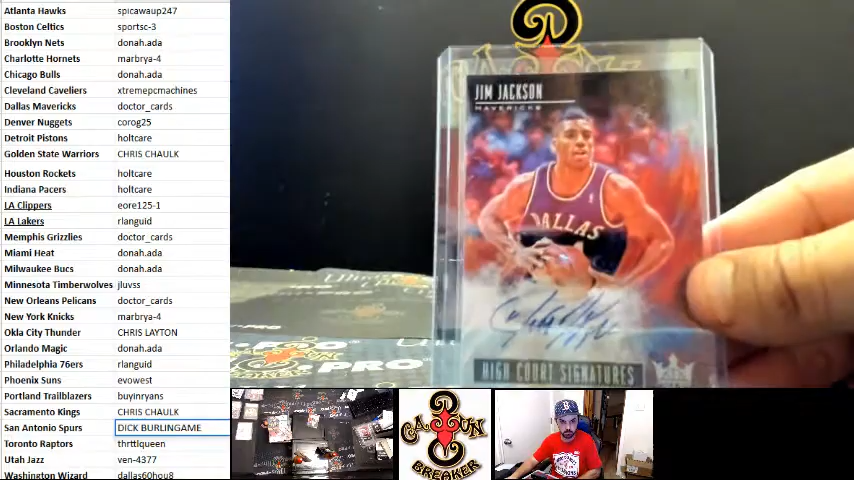 Atlanta Hawks spicawaup247
Boston Celtics sportsc-3
Brooklyn Nets donah.ada
Charlotte Hornets marbrya-4
Chicago Bulls donah.ada
Cleveland Caveliers xtremepcmachines
Dallas Mavericks doctor_cards
Denver Nuggets corog25
Detroit Pistons holtcare
Golden State Warriors CHRIS CHAULK
Houston Rockets holtcare
Indiana Pacers holtcare
LA Clippers eore125-1
LA Lakers rlanguid
Memphis Grizzlies doctor_cards
Miami Heat donah.ada
Milwaukee Bucs donah.ada
Minnesota Timberwolves jluvss
New Orleans Pelicans doctor_cards
New York Knicks marbrya-4
Okla City Thunder CHRIS LAYTON
Orlando Magic donah.ada
Philadelphia 76ers rlanguid
Phoenix Suns evowest
Portland Trailblazers buyinryans
Sacramento Kings CHRIS CHAULK
San Antonio Spurs DICK BURLINGAME
Toronto Raptors thrttlqueen
Utah Jazz ven-4377
Washington Wizard dallas60hou8
JIM JACKSON
MAVERICKS
DALLAS
HIGH COURT SIGNATURES
PRO
CAJUN
BREAKER